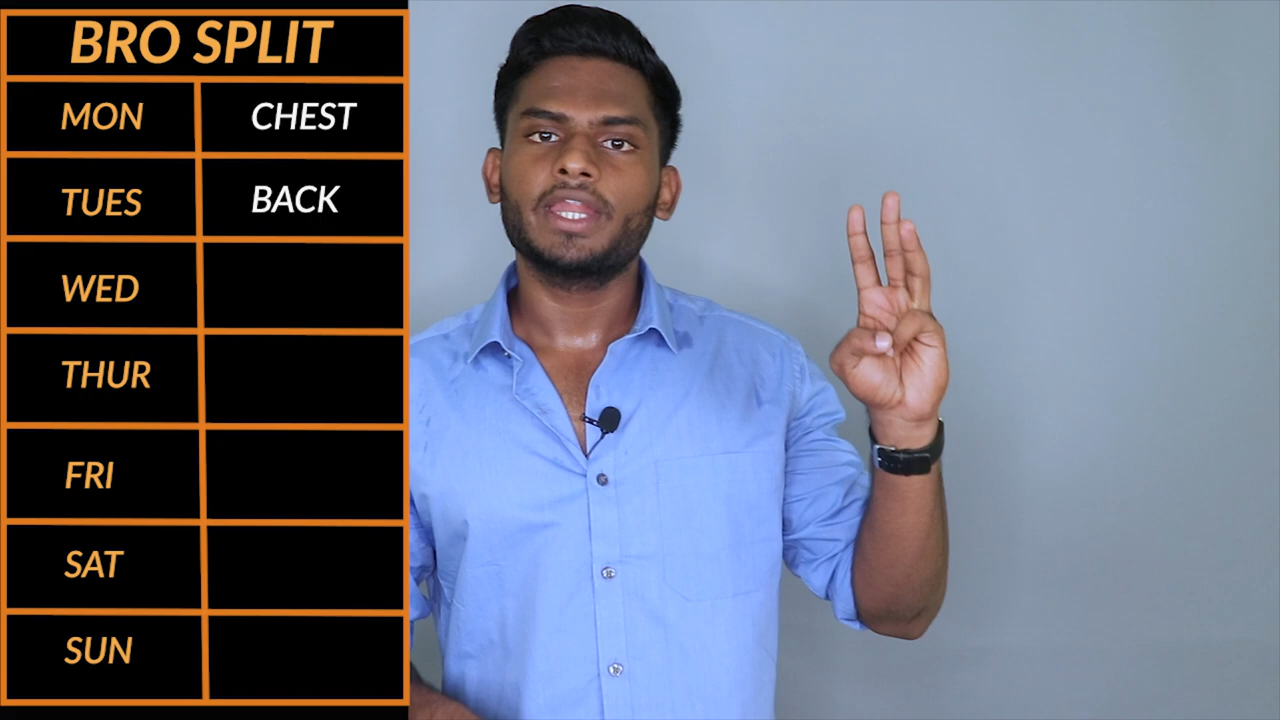 BRO SPLIT
MON CHEST
TUES BACK
WED
THUR
FRI
SAT
SUN